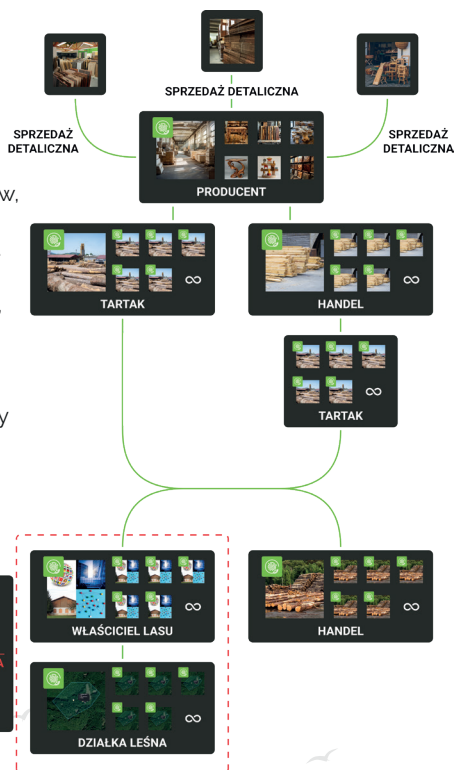 SPRZEDAŻ DETALICZNA
SPRZEDAŻ
DETALICZNA
SPRZEDAŻ
DETALICZNA
PRODUCENT
w,
TARTAK
∞
HANDEL
∞
TARTAK
∞
y
WŁAŚCICIEL LASU
∞
HANDEL
∞
A
DZIAŁKA LEŚNA
∞